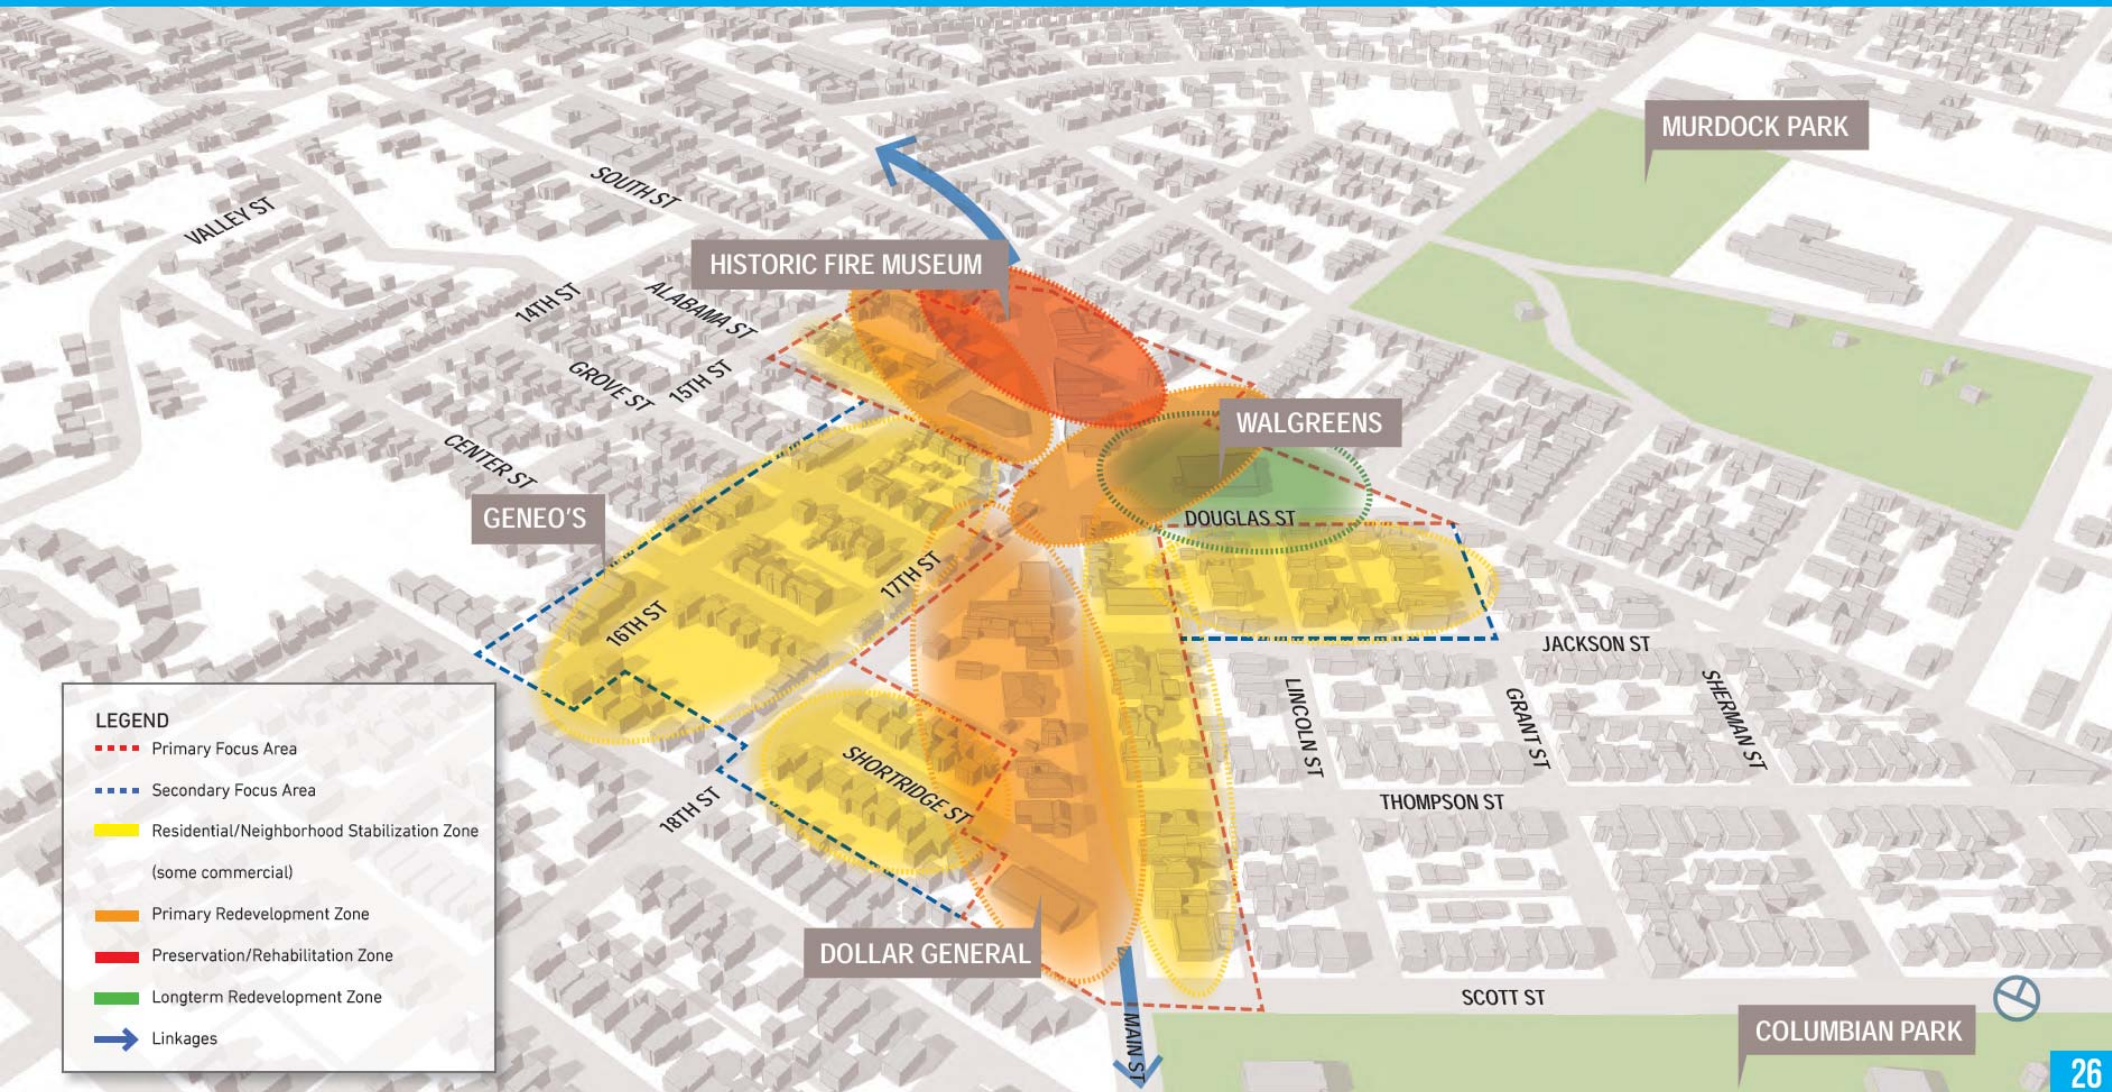 MURDOCK PARK
SOUTH ST
VALLEY ST
HISTORIC FIRE MUSEUM
14TH ST
ALABAMA ST
GROVE ST
15TH ST
WALGREENS
CENTER ST
GENEO'S
DOUGLAS ST
17TH ST
16TH ST
JACKSON ST
LINCOLN ST
GRANT ST
SHERMAN ST
SHORTRIDGE ST
18TH ST
THOMPSON ST
DOLLAR GENERAL
SCOTT ST
MAIN ST
COLUMBIAN PARK
LEGEND
Primary Focus Area
Secondary Focus Area
Residential/Neighborhood Stabilization Zone
(some commercial)
Primary Redevelopment Zone
Preservation/Rehabilitation Zone
Longterm Redevelopment Zone
Linkages
26